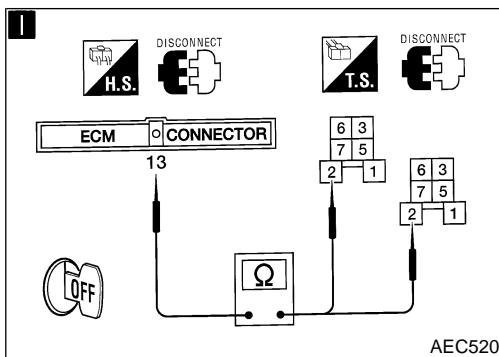 I
DISCONNECT
H.S.
DISCONNECT
T.S.
ECM CONNECTOR
13
6 3
7 5
2 1
6 3
7 5
2 1
OFF
Ω
AEC520